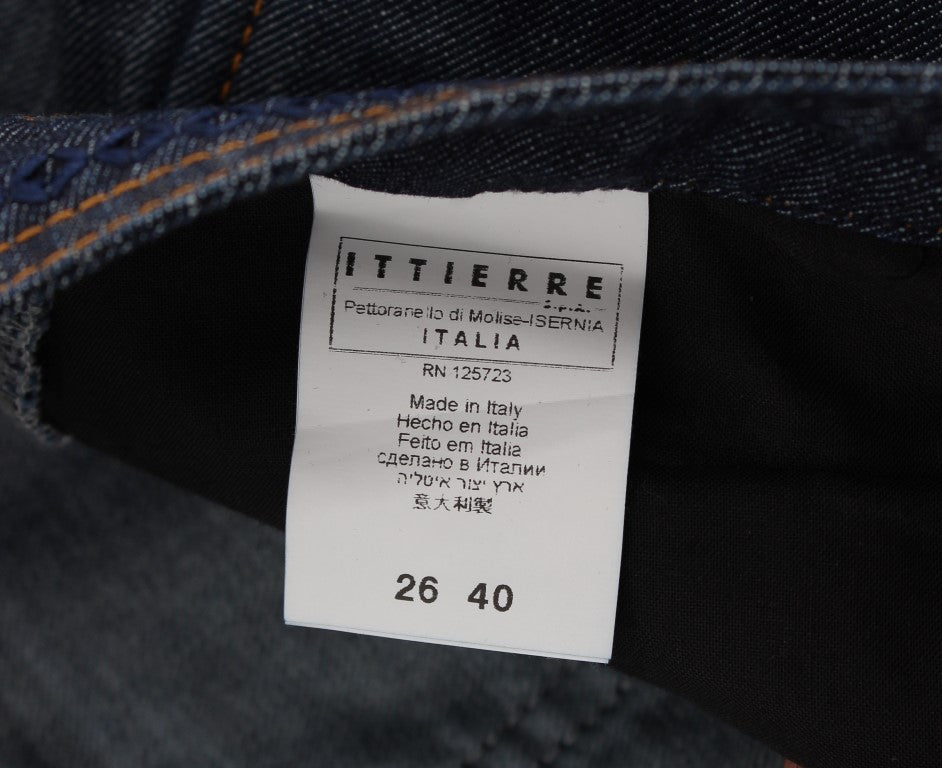 ITTIERRE
S.P.A.
Pettoranello di Molise-ISERNIA
ITALIA
RN 125723
Made in Italy
Hecho en Italia
Feito em Italia
сделано в Италии
ארץ יצור איטליה
意大利製
26 40